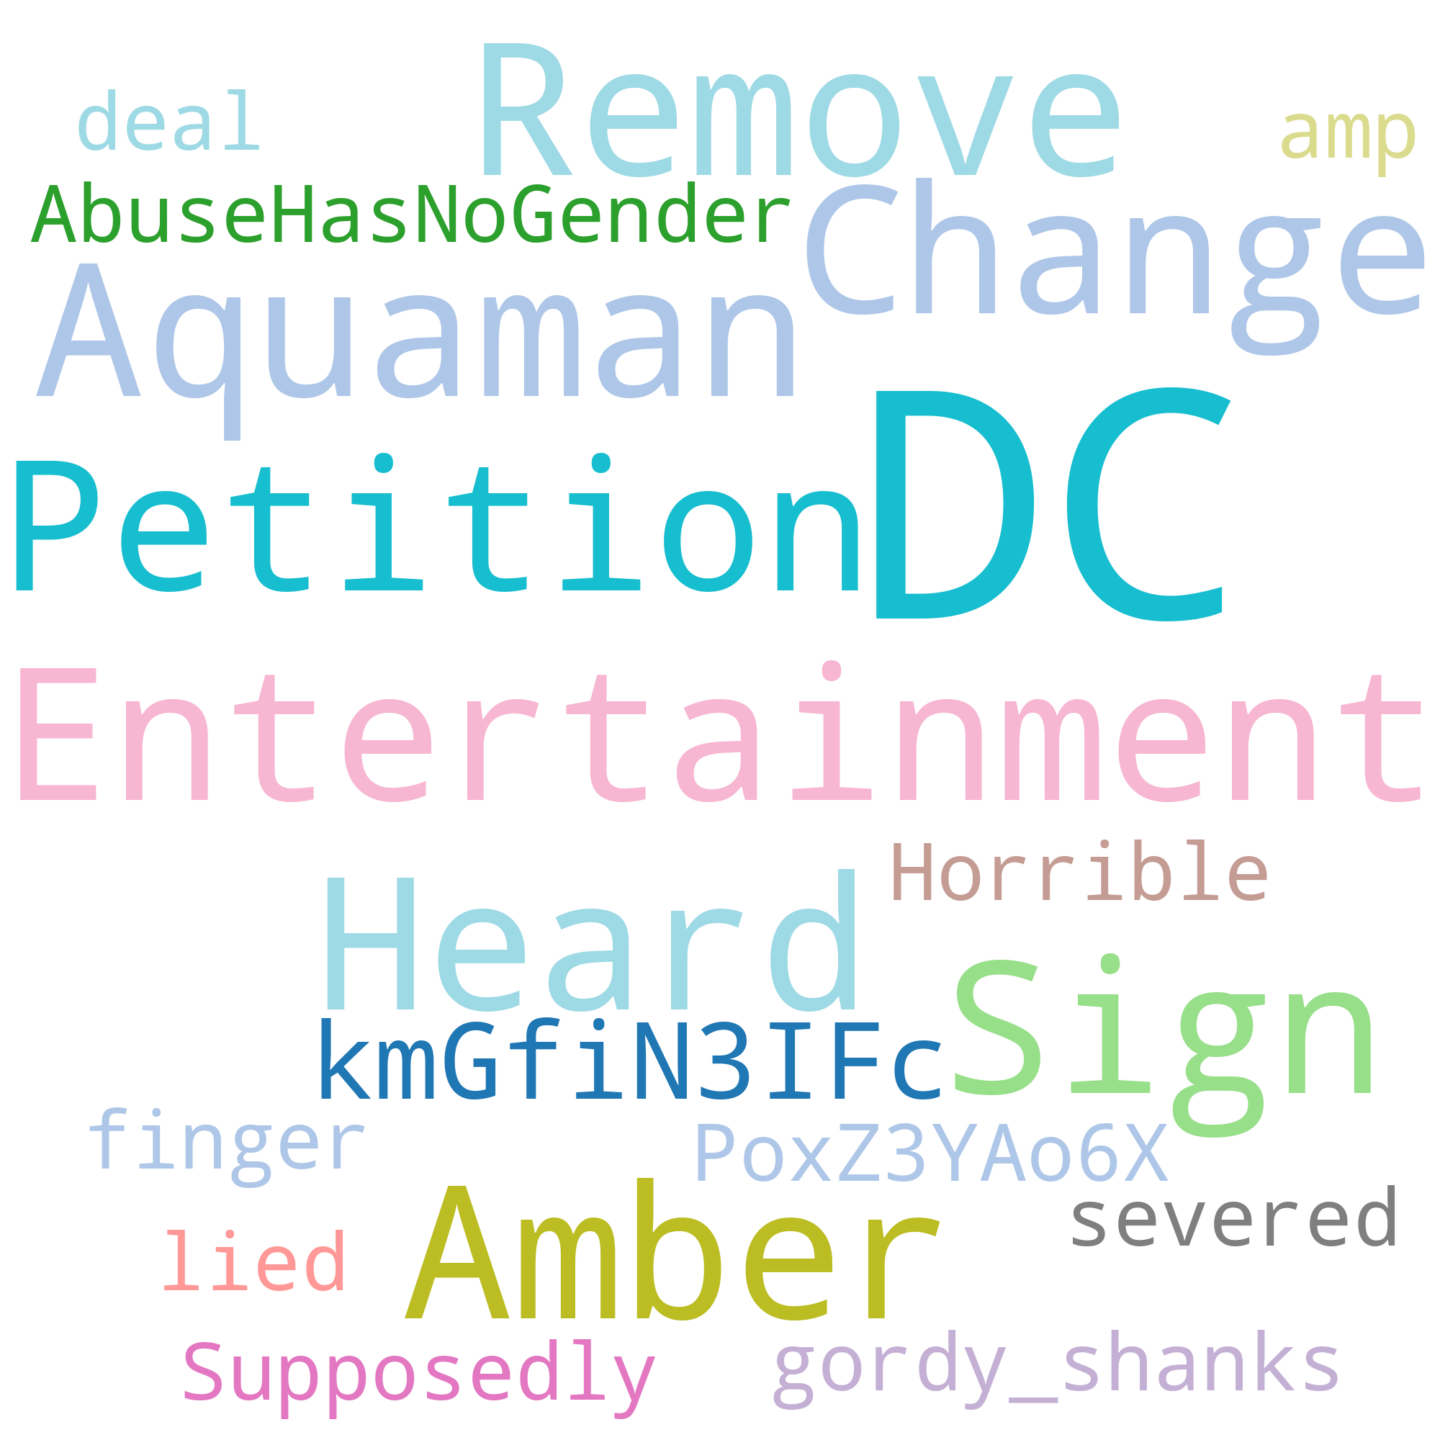 Remove
deal
amp
AbuseHasNoGender
Change
Aquaman
Petition
DC
Entertainment
Horrible
Heard
Sign
kmGfiN3IFc
finger
PoxZ3YAo6X
Amber
severed
lied
Supposedly
gordy_shanks